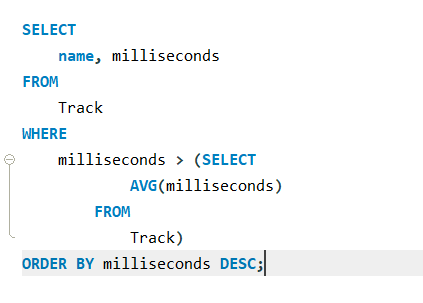 SELECT
    name, milliseconds
FROM
    Track
WHERE
    milliseconds > (SELECT
            AVG(milliseconds)
        FROM
            Track)
ORDER BY milliseconds DESC;